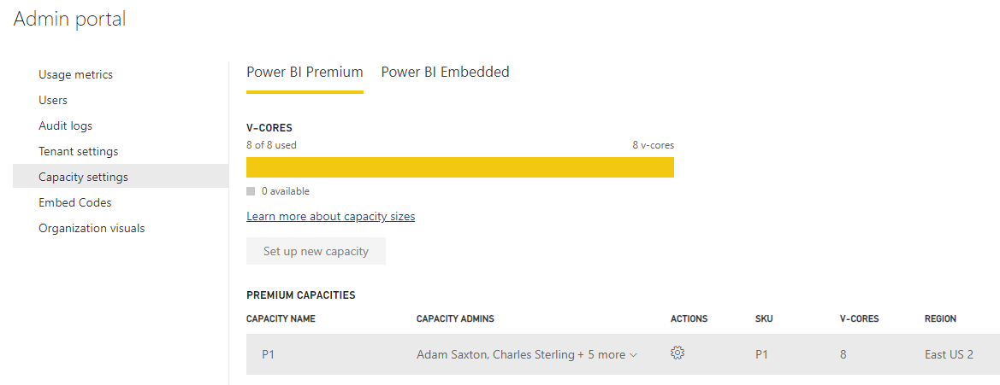 Admin portal
Usage metrics
Users
Audit logs
Tenant settings
Capacity settings
Embed Codes
Organization visuals
Power BI Premium Power BI Embedded
V-CORES
8 of 8 used 8 v-cores
0 available
Learn more about capacity sizes
Set up new capacity
PREMIUM CAPACITIES
CAPACITY NAME CAPACITY ADMINS ACTIONS SKU V-CORES REGION
P1 Adam Saxton, Charles Sterling + 5 more P1 8 East US 2